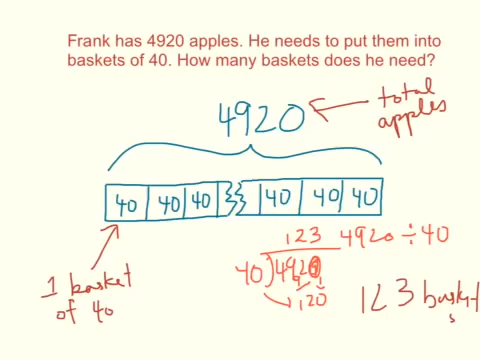 Frank has 4920 apples. He needs to put them into
baskets of 40. How many baskets does he need?
total
apples
4920
40 40 40 40 40 40
1 basket
of 40
123 4920 ÷ 40
40)4920
120
123 baskets